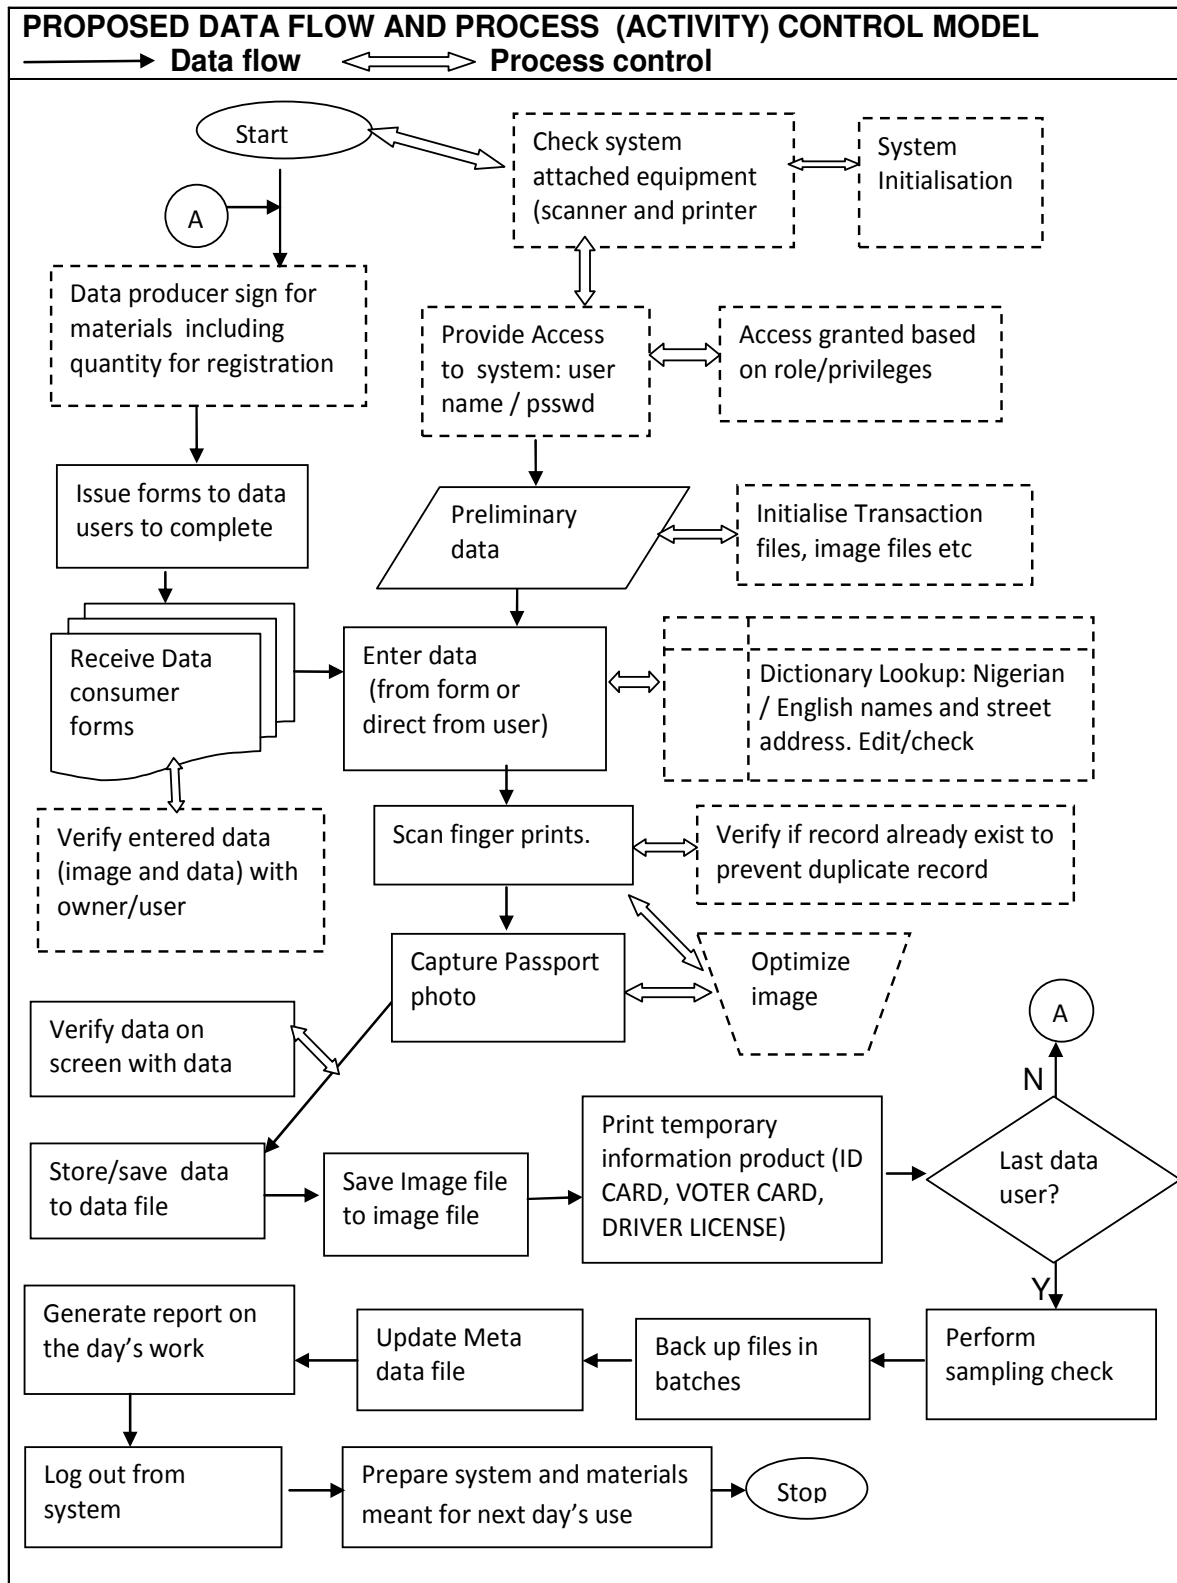 PROPOSED DATA FLOW AND PROCESS (ACTIVITY) CONTROL MODEL
Data flow
Process control
Start
Check system
attached equipment
(scanner and printer
System
Initialisation
A
Data producer sign for
materials including
quantity for registration
Provide Access
to system: user
name / psswd
Access granted based
on role/privileges
Issue forms to data
users to complete
Preliminary
data
Initialise Transaction
files, image files etc
Receive Data
consumer
forms
Enter data
(from form or
direct from user)
Dictionary Lookup: Nigerian
/ English names and street
address. Edit/check
Verify entered data
(image and data) with
owner/user
Scan finger prints.
Verify if record already exist to
prevent duplicate record
Capture Passport
photo
Optimize
image
Verify data on
screen with data
A
N
Store/save data
to data file
Save Image file
to image file
Print temporary
information product (ID
CARD, VOTER CARD,
DRIVER LICENSE)
Last data
user?
Y
Generate report on
the day's work
Update Meta
data file
Back up files in
batches
Perform
sampling check
Log out from
system
Prepare system and materials
meant for next day's use
Stop